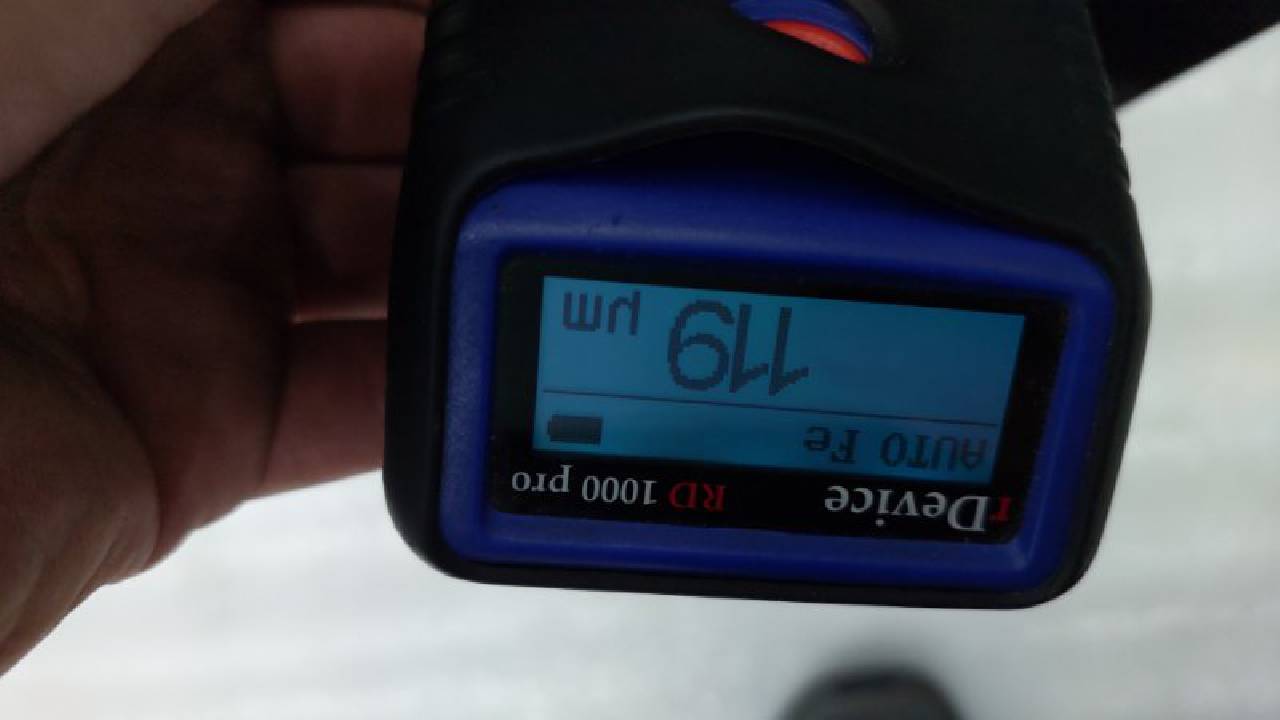 rDevice RD 1000 pro
AUTO Fe
119 µm